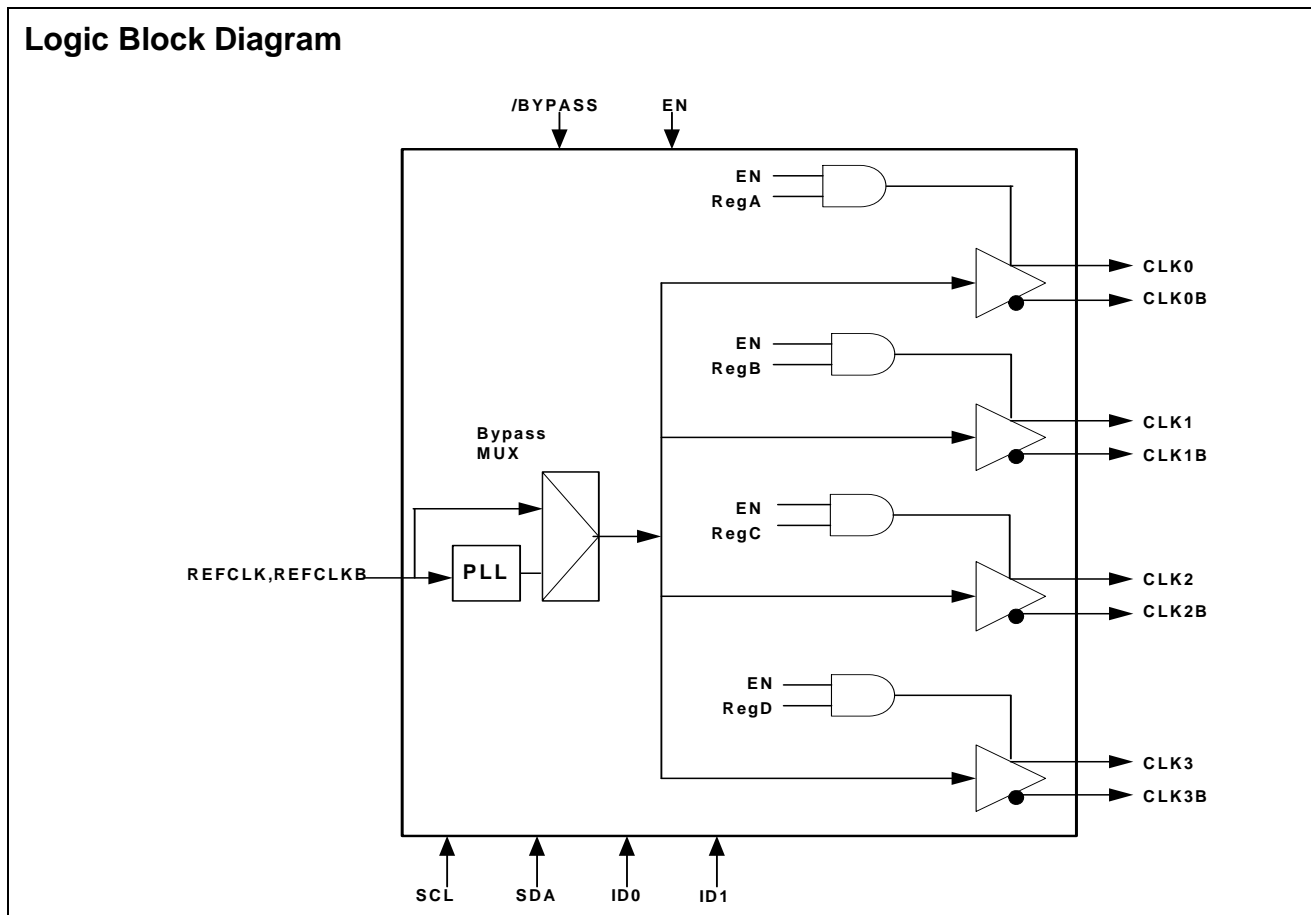 Logic Block Diagram
/BYPASS
EN
EN
RegA
CLK0
CLK0B
EN
RegB
CLK1
CLK1B
Bypass
MUX
EN
RegC
REFCLK,REFCLKB
PLL
CLK2
CLK2B
EN
RegD
CLK3
CLK3B
SCL
SDA
ID0
ID1